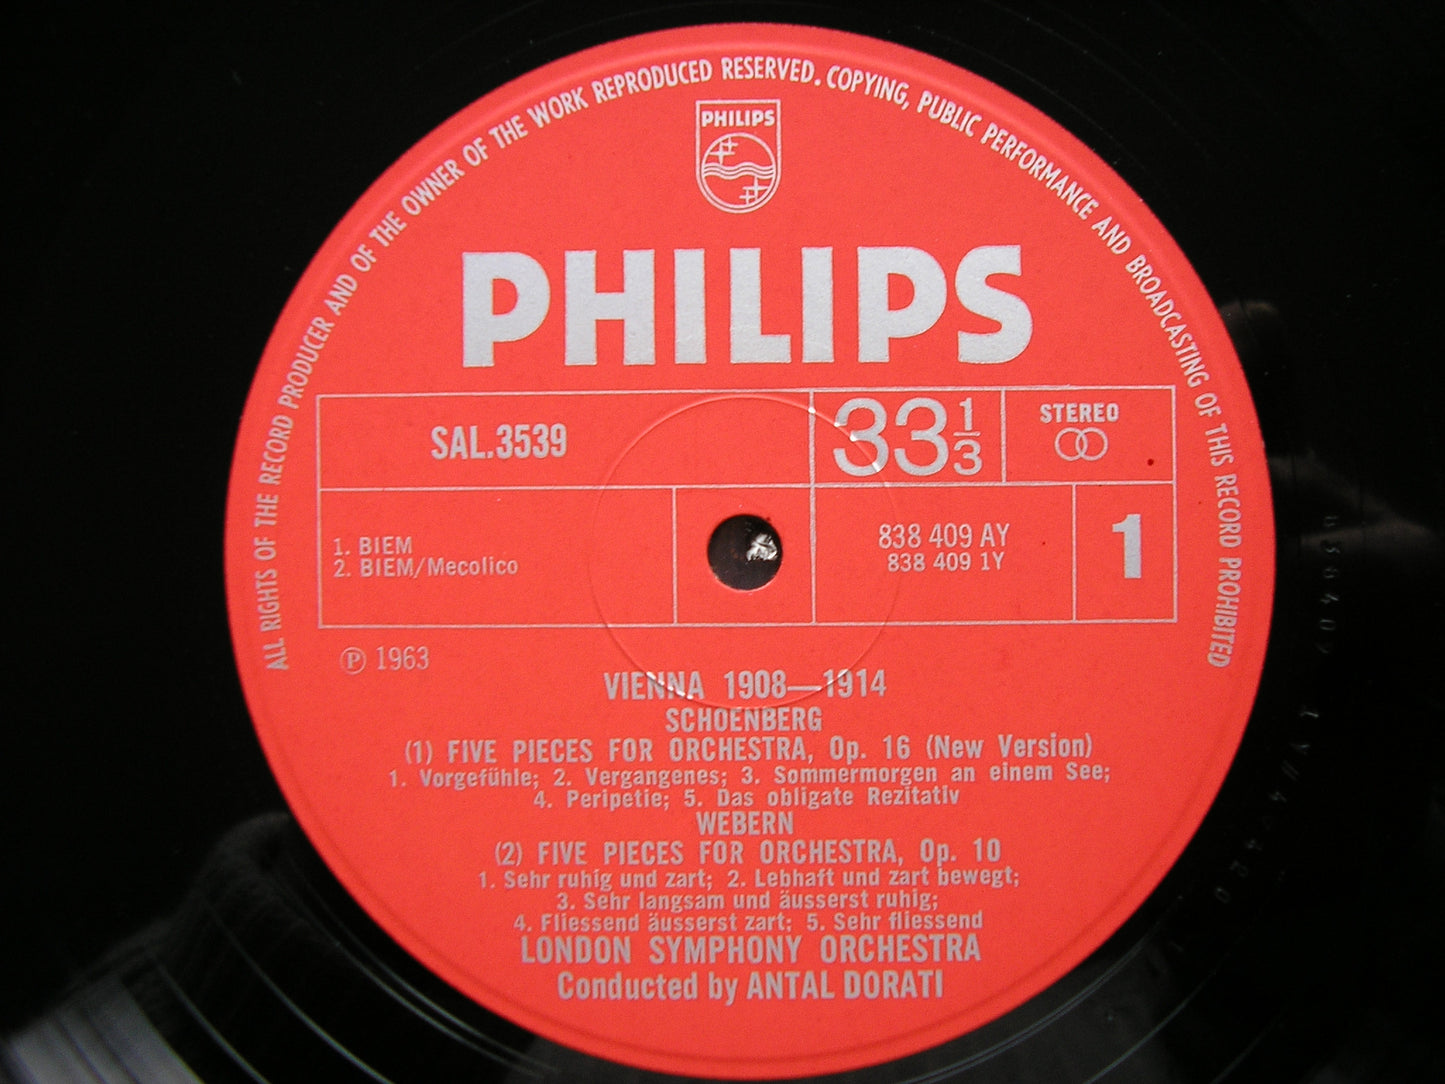 ALL RIGHTS OF THE RECORD PRODUCER AND OF THE OWNER OF THE WORK REPRODUCED RESERVED. COPYING, PUBLIC PERFORMANCE AND BROADCASTING OF THIS RECORD PROHIBITED
PHILIPS
PHILIPS
SAL.3539
33 1/3
STEREO
1. BIEM
2. BIEM/Mecolico
838 409 AY
838 409 1Y
1
Ⓟ 1963
VIENNA 1908—1914
SCHOENBERG
(1) FIVE PIECES FOR ORCHESTRA, Op. 16 (New Version)
1. Vorgefühle; 2. Vergangenes; 3. Sommermorgen an einem See;
4. Peripetie; 5. Das obligate Rezitativ
WEBERN
(2) FIVE PIECES FOR ORCHESTRA, Op. 10
1. Sehr ruhig und zart; 2. Lebhaft und zart bewegt;
3. Sehr langsam und äusserst ruhig;
4. Fliessend äusserst zart; 5. Sehr fliessend
LONDON SYMPHONY ORCHESTRA
Conducted by ANTAL DORATI